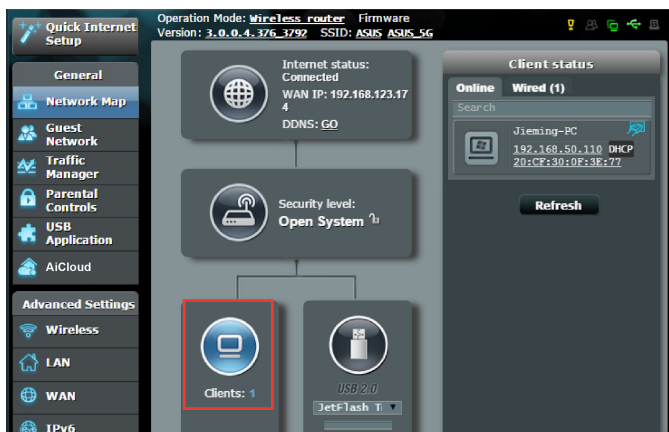 Quick Internet
Setup
Operation Mode: Wireless router Firmware
Version: 3.0.0.4.376_3792 SSID: ASUS ASUS_5G
General
Network Map
Guest
Network
Traffic
Manager
Parental
Controls
USB
Application
AiCloud
Advanced Settings
Wireless
LAN
WAN
IPv6
Internet status:
Connected
WAN IP: 192.168.123.17
4
DDNS: GO
Security level:
Open System
Clients: 1
USB 2.0
JetFlash
Client status
Online Wired (1)
Search
Jieming-PC
192.168.50.110 DHCP
20:CF:30:0F:3E:77
Refresh